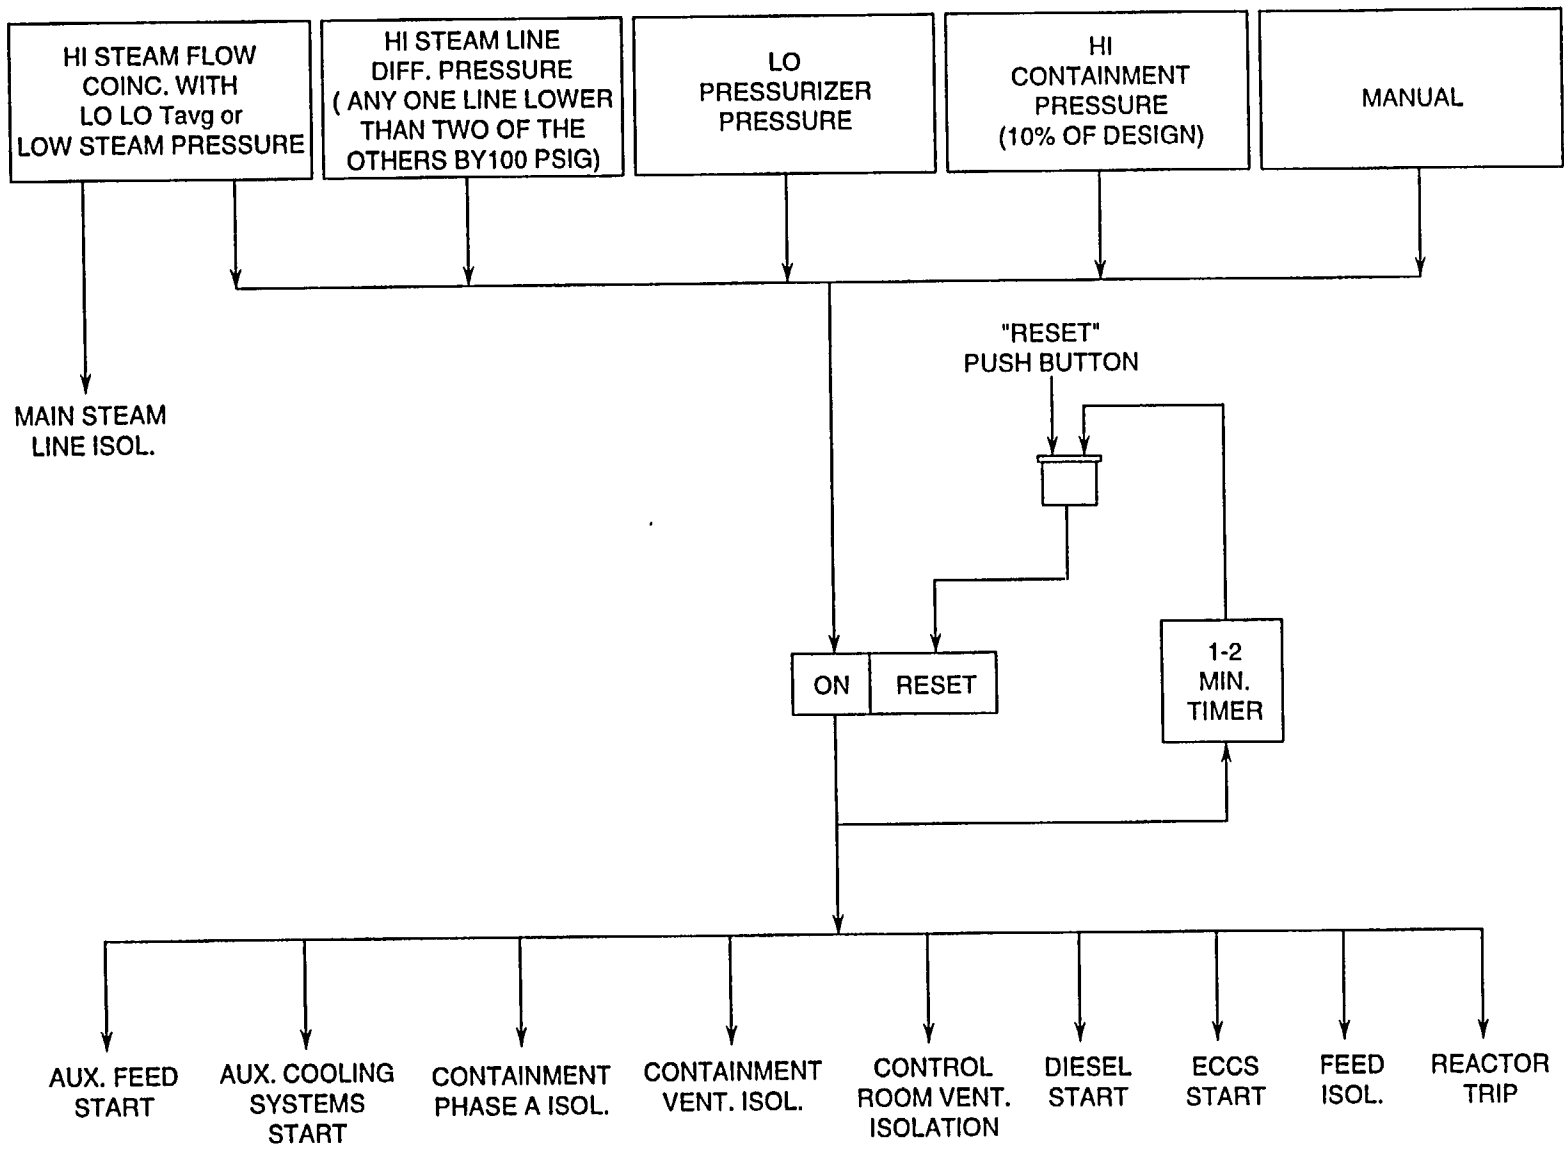 HI STEAM FLOW
COINC. WITH
LO LO Tavg or
LOW STEAM PRESSURE
HI STEAM LINE
DIFF. PRESSURE
( ANY ONE LINE LOWER
THAN TWO OF THE
OTHERS BY100 PSIG)
LO
PRESSURIZER
PRESSURE
HI
CONTAINMENT
PRESSURE
(10% OF DESIGN)
MANUAL
"RESET"
PUSH BUTTON
MAIN STEAM
LINE ISOL.
ON
RESET
1-2
MIN.
TIMER
AUX. FEED
START
AUX. COOLING
SYSTEMS
START
CONTAINMENT
PHASE A ISOL.
CONTAINMENT
VENT. ISOL.
CONTROL
ROOM VENT.
ISOLATION
DIESEL
START
ECCS
START
FEED
ISOL.
REACTOR
TRIP